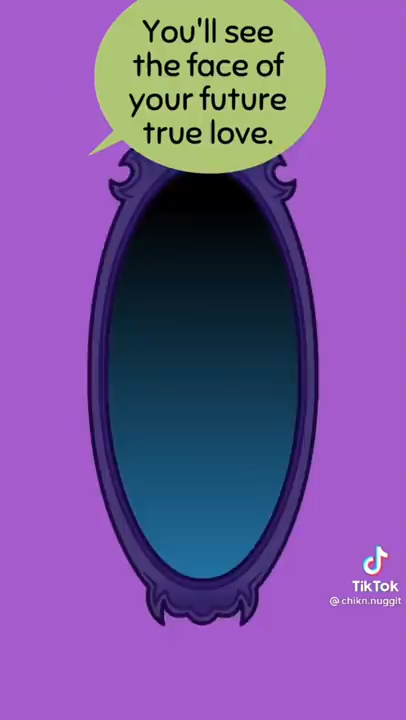 You'll see
the face of
your future
true love.
TikTok
@chikn.nuggit